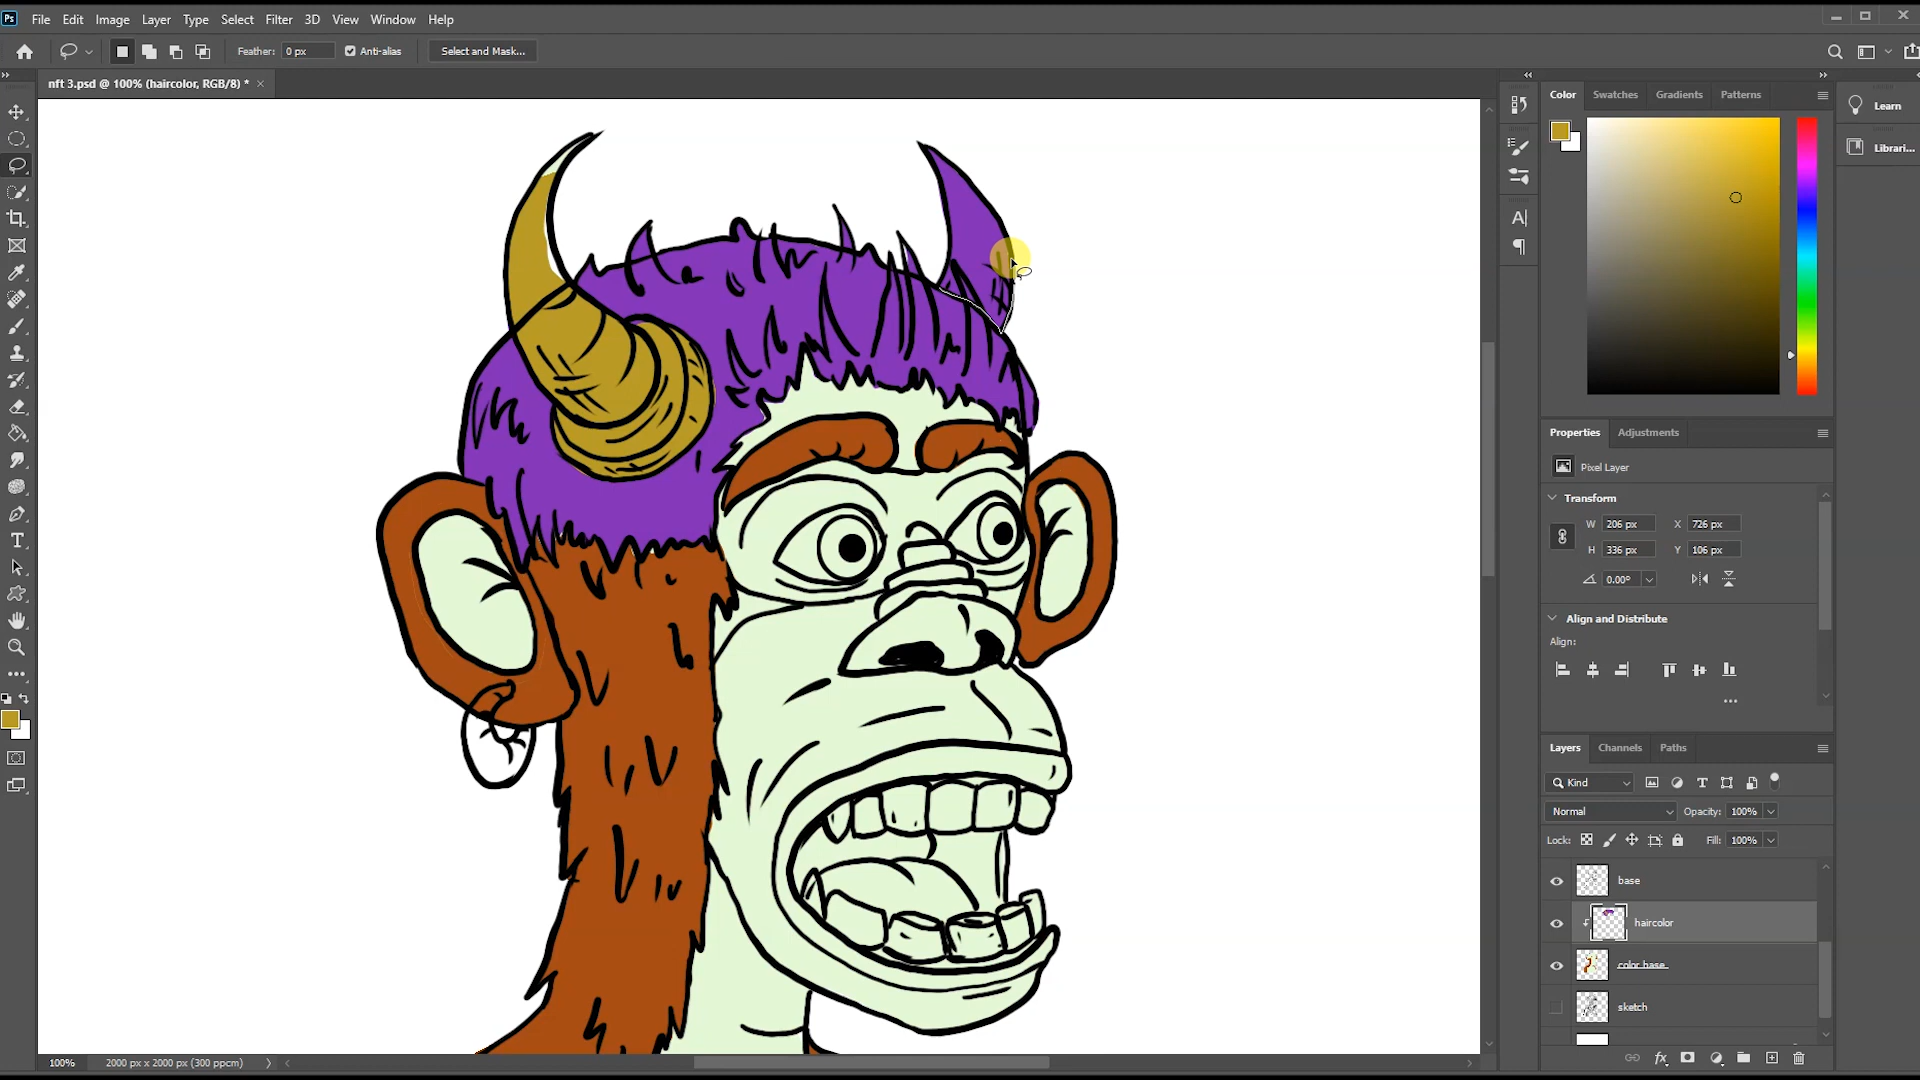 Ps File Edit Image Layer Type Select Filter 3D View Window Help
Feather: 0 px Anti-alias Select and Mask...
nft 3.psd @ 100% (haircolor, RGB/8) *
Color Swatches Gradients Patterns
Learn
Librari...
Properties Adjustments
Pixel Layer
Transform
W 206 px X 726 px
H 336 px Y 106 px
0.00°
Align and Distribute
Align:
Layers Channels Paths
Kind
Normal Opacity: 100%
Lock: Fill: 100%
base
haircolor
color base
sketch
100% 2000 px x 2000 px (300 ppcm)